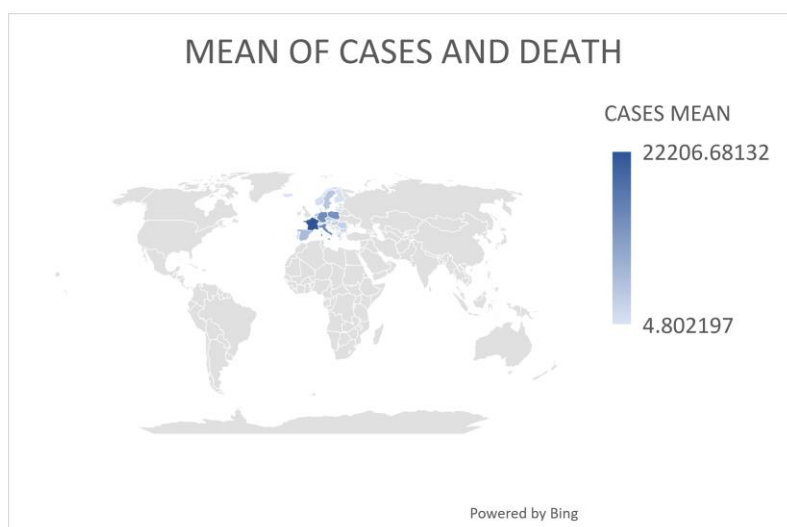 MEAN OF CASES AND DEATH
CASES MEAN
22206.68132
4.802197
Powered by Bing